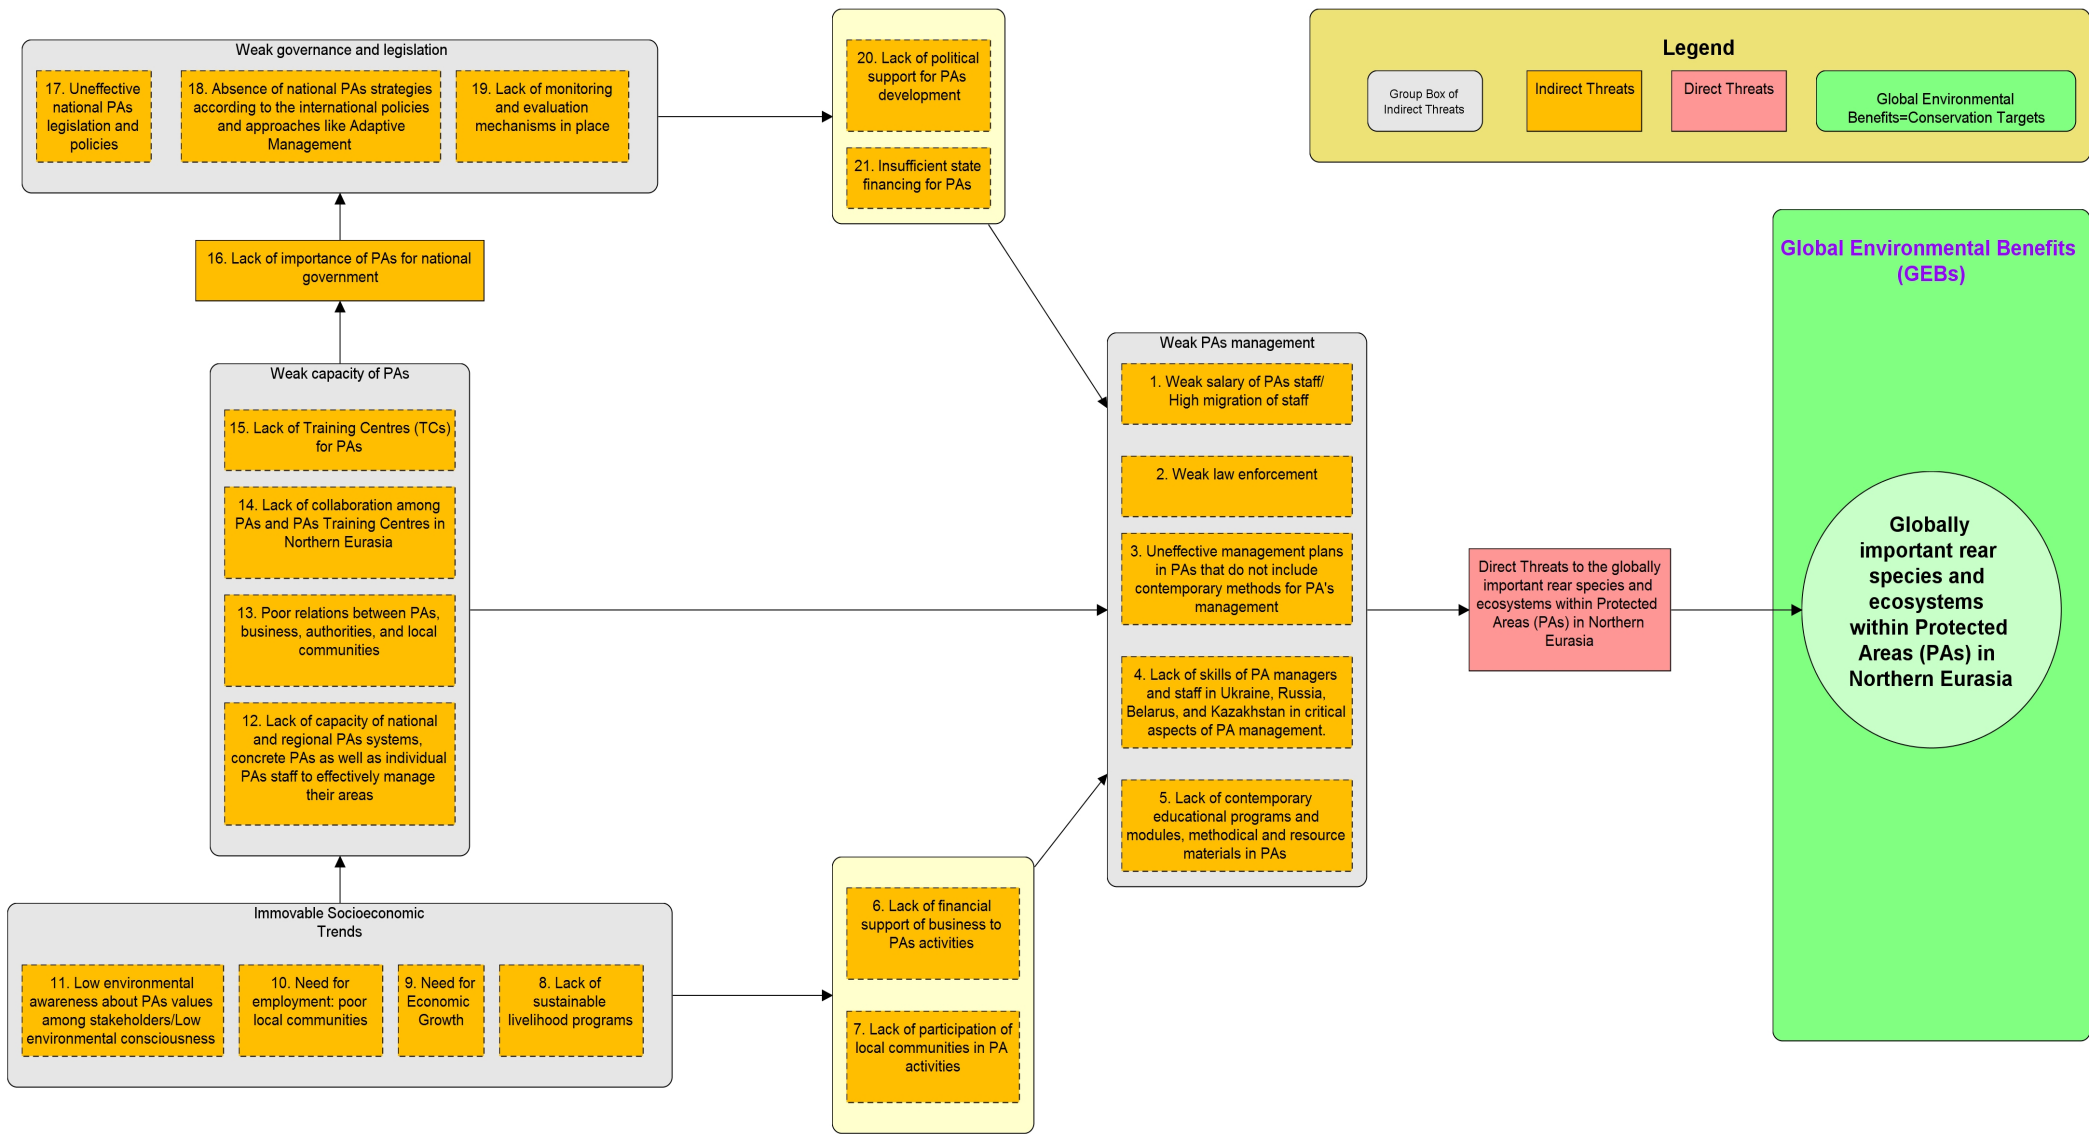 Weak governance and legislation
17. Uneffective
national PAs
legislation and
policies
18. Absence of national PAs strategies
according to the international policies
and approaches like Adaptive
Management
19. Lack of monitoring
and evaluation
mechanisms in place
20. Lack of political
support for PAs
development
21. Insufficient state
financing for PAs
Legend
Group Box of
Indirect Threats
Indirect Threats
Direct Threats
Global Environmental
Benefits=Conservation Targets
16. Lack of importance of PAs for national
government
Weak capacity of PAs
15. Lack of Training Centres (TCs)
for PAs
14. Lack of collaboration among
PAs and PAs Training Centres in
Northern Eurasia
13. Poor relations between PAs,
business, authorities, and local
communities
12. Lack of capacity of national
and regional PAs systems,
concrete PAs as well as individual
PAs staff to effectively manage
their areas
Weak PAs management
1. Weak salary of PAs staff/
High migration of staff
2. Weak law enforcement
3. Uneffective management plans
in PAs that do not include
contemporary methods for PA's
management
4. Lack of skills of PA managers
and staff in Ukraine, Russia,
Belarus, and Kazakhstan in critical
aspects of PA management.
5. Lack of contemporary
educational programs and
modules, methodical and resource
materials in PAs
Direct Threats to the globally
important rear species and
ecosystems within Protected
Areas (PAs) in Northern
Eurasia
Global Environmental Benefits
(GEBs)
Globally
important rear
species and
ecosystems
within Protected
Areas (PAs) in
Northern Eurasia
Immovable Socioeconomic
Trends
11. Low environmental
awareness about PAs values
among stakeholders/Low
environmental consciousness
10. Need for
employment: poor
local communities
9. Need for
Economic
Growth
8. Lack of
sustainable
livelihood programs
6. Lack of financial
support of business to
PAs activities
7. Lack of participation of
local communities in PA
activities